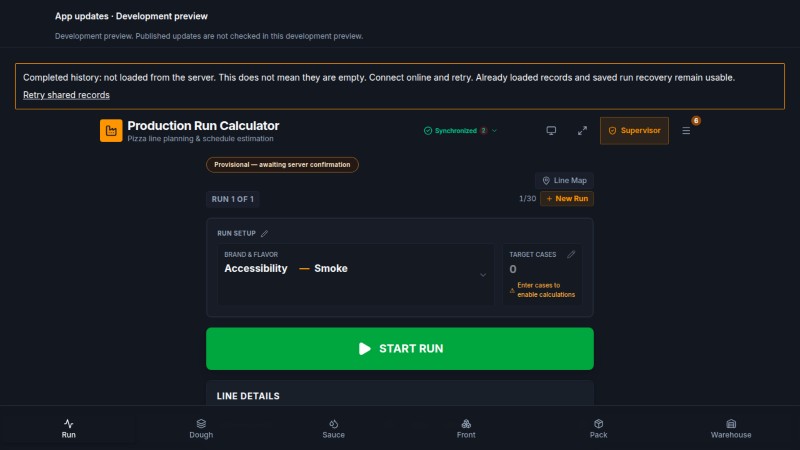 App updates · Development preview
Development preview. Published updates are not checked in this development preview.
Completed history: not loaded from the server. This does not mean they are empty. Connect online and retry. Already loaded records and saved run recovery remain usable.
Retry shared records
Production Run Calculator
Pizza line planning & schedule estimation
Synchronized 2
Supervisor
6
Provisional — awaiting server confirmation
Line Map
RUN 1 OF 1
1/30
+ New Run
RUN SETUP
BRAND & FLAVOR
Accessibility — Smoke
TARGET CASES
0
Enter cases to
enable calculations
START RUN
LINE DETAILS
Run
Dough
Sauce
Front
Pack
Warehouse